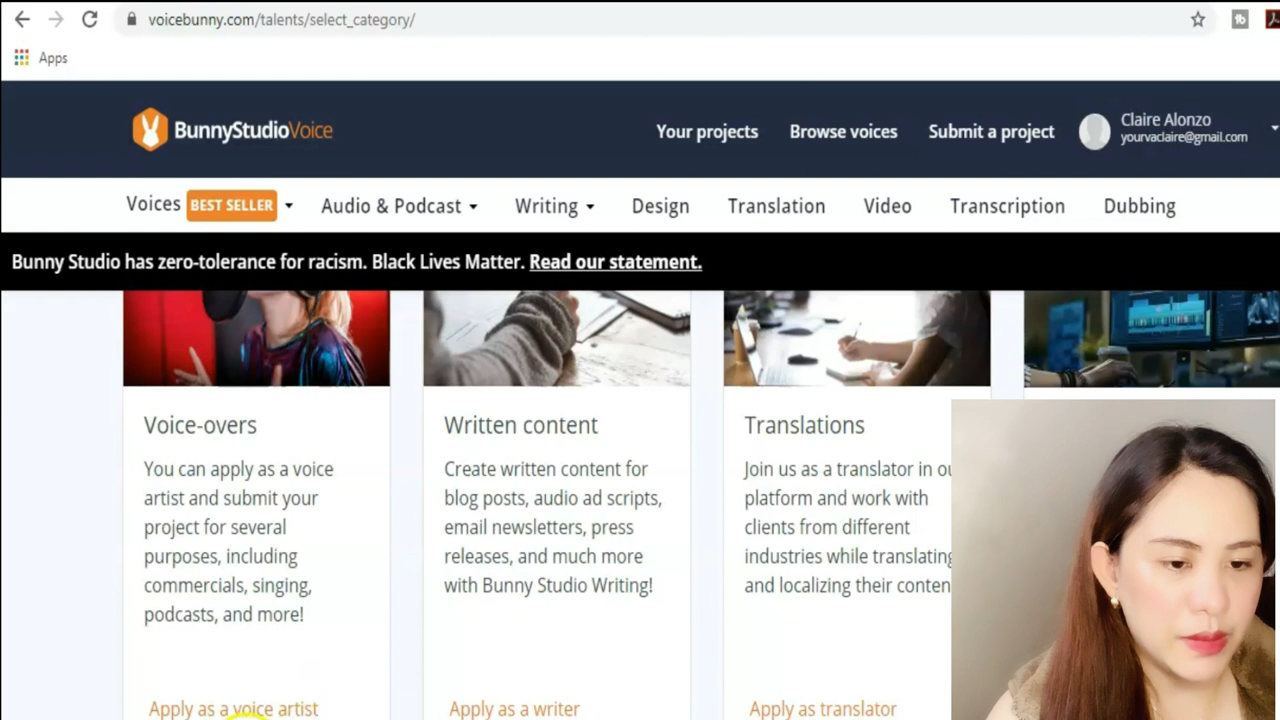 voicebunny.com/talents/select_category/
Apps
BunnyStudioVoice
Your projects
Browse voices
Submit a project
Claire Alonzo
yourvaclaire@gmail.com
Voices BEST SELLER
Audio & Podcast
Writing
Design
Translation
Video
Transcription
Dubbing
Bunny Studio has zero-tolerance for racism. Black Lives Matter. Read our statement.
Voice-overs
You can apply as a voice
artist and submit your
project for several
purposes, including
commercials, singing,
podcasts, and more!
Apply as a voice artist
Written content
Create written content for
blog posts, audio ad scripts,
email newsletters, press
releases, and much more
with Bunny Studio Writing!
Apply as a writer
Translations
Join us as a translator in ou
platform and work with
clients from different
industries while translating
and localizing their conten
Apply as translator